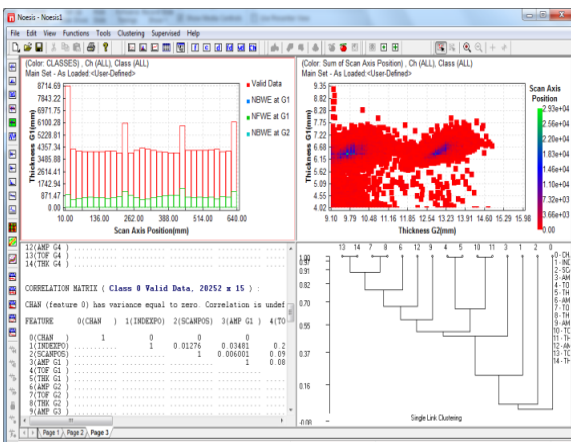 Noesis - Noesis1
File Edit View Functions Tools Clustering Supervised Help
(Color: CLASSES) , Ch (ALL), Class (ALL)
Main Set - As Loaded <User-Defined>
Thickness G1(mm)
8714.69
7843.22
6971.75
6100.28
5228.81
4357.34
3485.88
2614.41
1742.94
871.47
0.00
10.00 136.00 262.00 388.00 514.00 640.00
Scan Axis Position(mm)
Valid Data
NBWE at G1
NFWE at G1
NBWE at G2
(Color: Sum of Scan Axis Position) , Ch (ALL), Class (ALL)
Main Set - As Loaded <User-Defined>
Thickness G1(mm)
9.35
8.82
8.28
7.75
7.22
6.68
6.15
5.62
5.09
4.55
4.02
9.10 9.79 10.48 11.16 11.85 12.54 13.23 13.92 14.60 15.29 15.98
Thickness G2(mm)
Scan Axis
Position
2.93e+04
2.56e+04
2.20e+04
1.83e+04
1.46e+04
1.10e+04
7.32e+03
3.66e+03
0.00
12(AMP G4 )
13(TOF G4 )
14(THK G4 )
CORRELATION MATRIX ( Class 0 Valid Data, 20252 x 15 ) :
CHAN (feature 0) has variance equal to zero. Correlation is undef
FEATURE 0(CHAN ) 1(INDEXPO) 2(SCANPOS) 3(AMP G1 ) 4(TO
0(CHAN ) 1 0 0 0
1(INDEXPO) 1 0.01276 0.03481 0.2
2(SCANPOS) 1 0.006001 0.09
3(AMP G1 ) 1 0.08
4(TOF G1 )
5(THK G1 )
6(AMP G2 )
7(TOF G2 )
8(THK G2 )
9(AMP G3 )
13 14 7 8 6 12 9 4 5 10 11 3 1 2 0
1.00
0.97
0.91
0.82
0.70
0.55
0.37
0.16
-0.08
Single Link Clustering
0 - CH
1 - IND
2 - SCA
3 - AM
4 - TO
5 - TH
6 - AM
7 - TO
8 - TH
9 - AM
10 - TO
11 - TH
12 - AM
13 - TO
14 - TH
Page 1 Page 2 Page 3